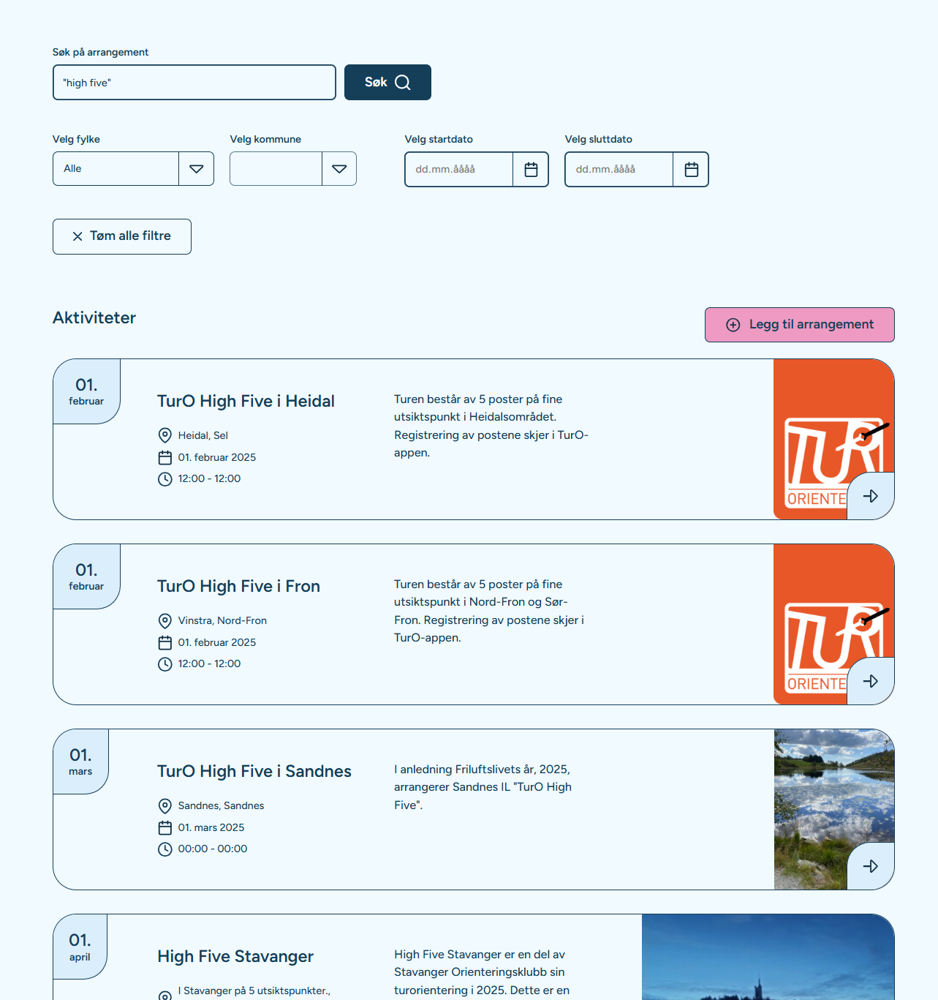 Søk på arrangement
"high five"
Søk
Velg fylke
Velg kommune
Velg startdato
Velg sluttdato
Alle
dd.mm.åååå
dd.mm.åååå
Tøm alle filtre
Aktiviteter
Legg til arrangement
01.
februar
TurO High Five i Heidal
Heidal, Sel
01. februar 2025
12:00 - 12:00
Turen består av 5 poster på fine
utsiktspunkt i Heidalsområdet.
Registrering av postene skjer i TurO-
appen.
TUR
ORIENTE
01.
februar
TurO High Five i Fron
Vinstra, Nord-Fron
01. februar 2025
12:00 - 12:00
Turen består av 5 poster på fine
utsiktspunkt i Nord-Fron og Sør-
Fron. Registrering av postene skjer i
TurO-appen.
TUR
ORIENTE
01.
mars
TurO High Five i Sandnes
Sandnes, Sandnes
01. mars 2025
00:00 - 00:00
I anledning Friluftslivets år, 2025,
arrangerer Sandnes IL "TurO High
Five".
01.
april
High Five Stavanger
I Stavanger på 5 utsiktspunkter.,
High Five Stavanger er en del av
Stavanger Orienteringsklubb sin
turorientering i 2025. Dette er en